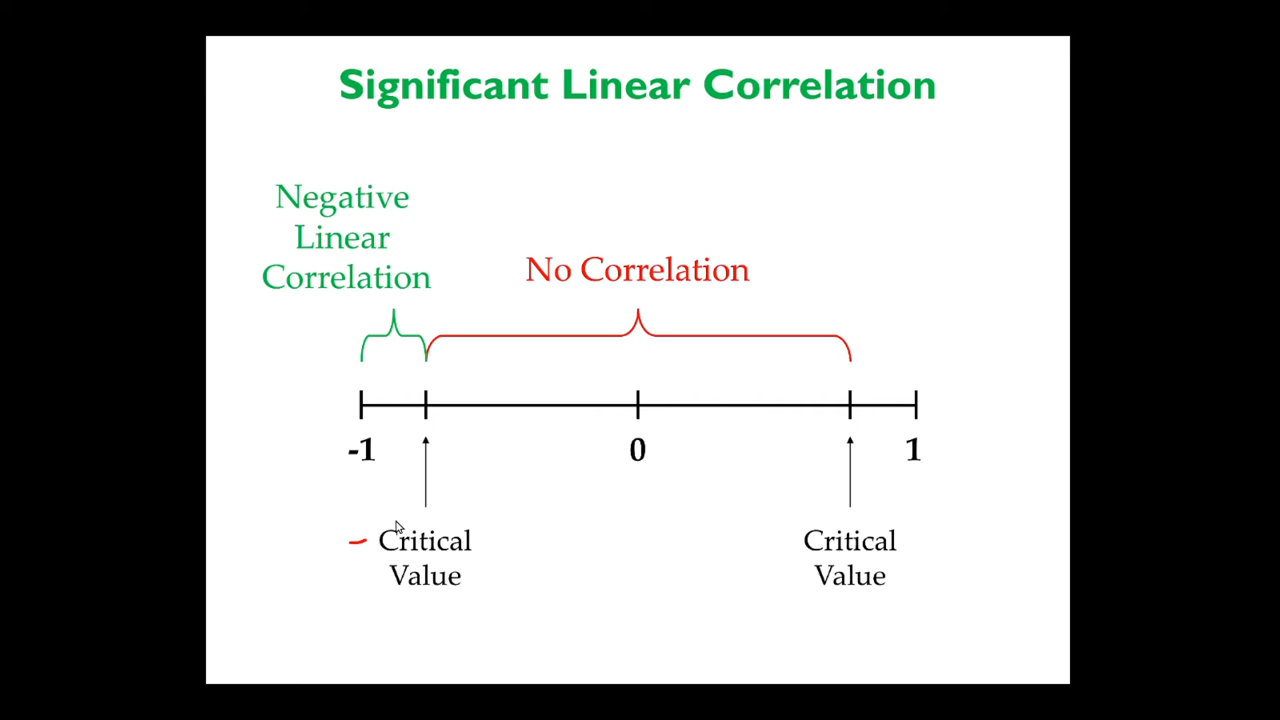 Significant Linear Correlation
Negative
Linear
Correlation
No Correlation
-1
0
1
- Critical
Value
Critical
Value